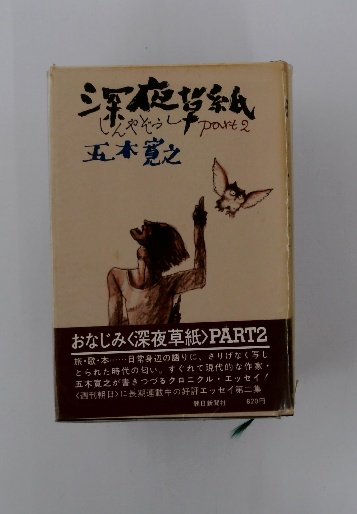 深夜草紙
しんやぞうし part2
五木寛之
おなじみ〈深夜草紙〉PART2
旅・歌・本……日常身辺の語りに、さりげなく写し
とられた時代の匂い。すぐれて現代的な作家・
五木寛之が書きつづるクロニクル・エッセイ!
〈週刊朝日〉に長期連載中の好評エッセイ第二集
朝日新聞社 820円